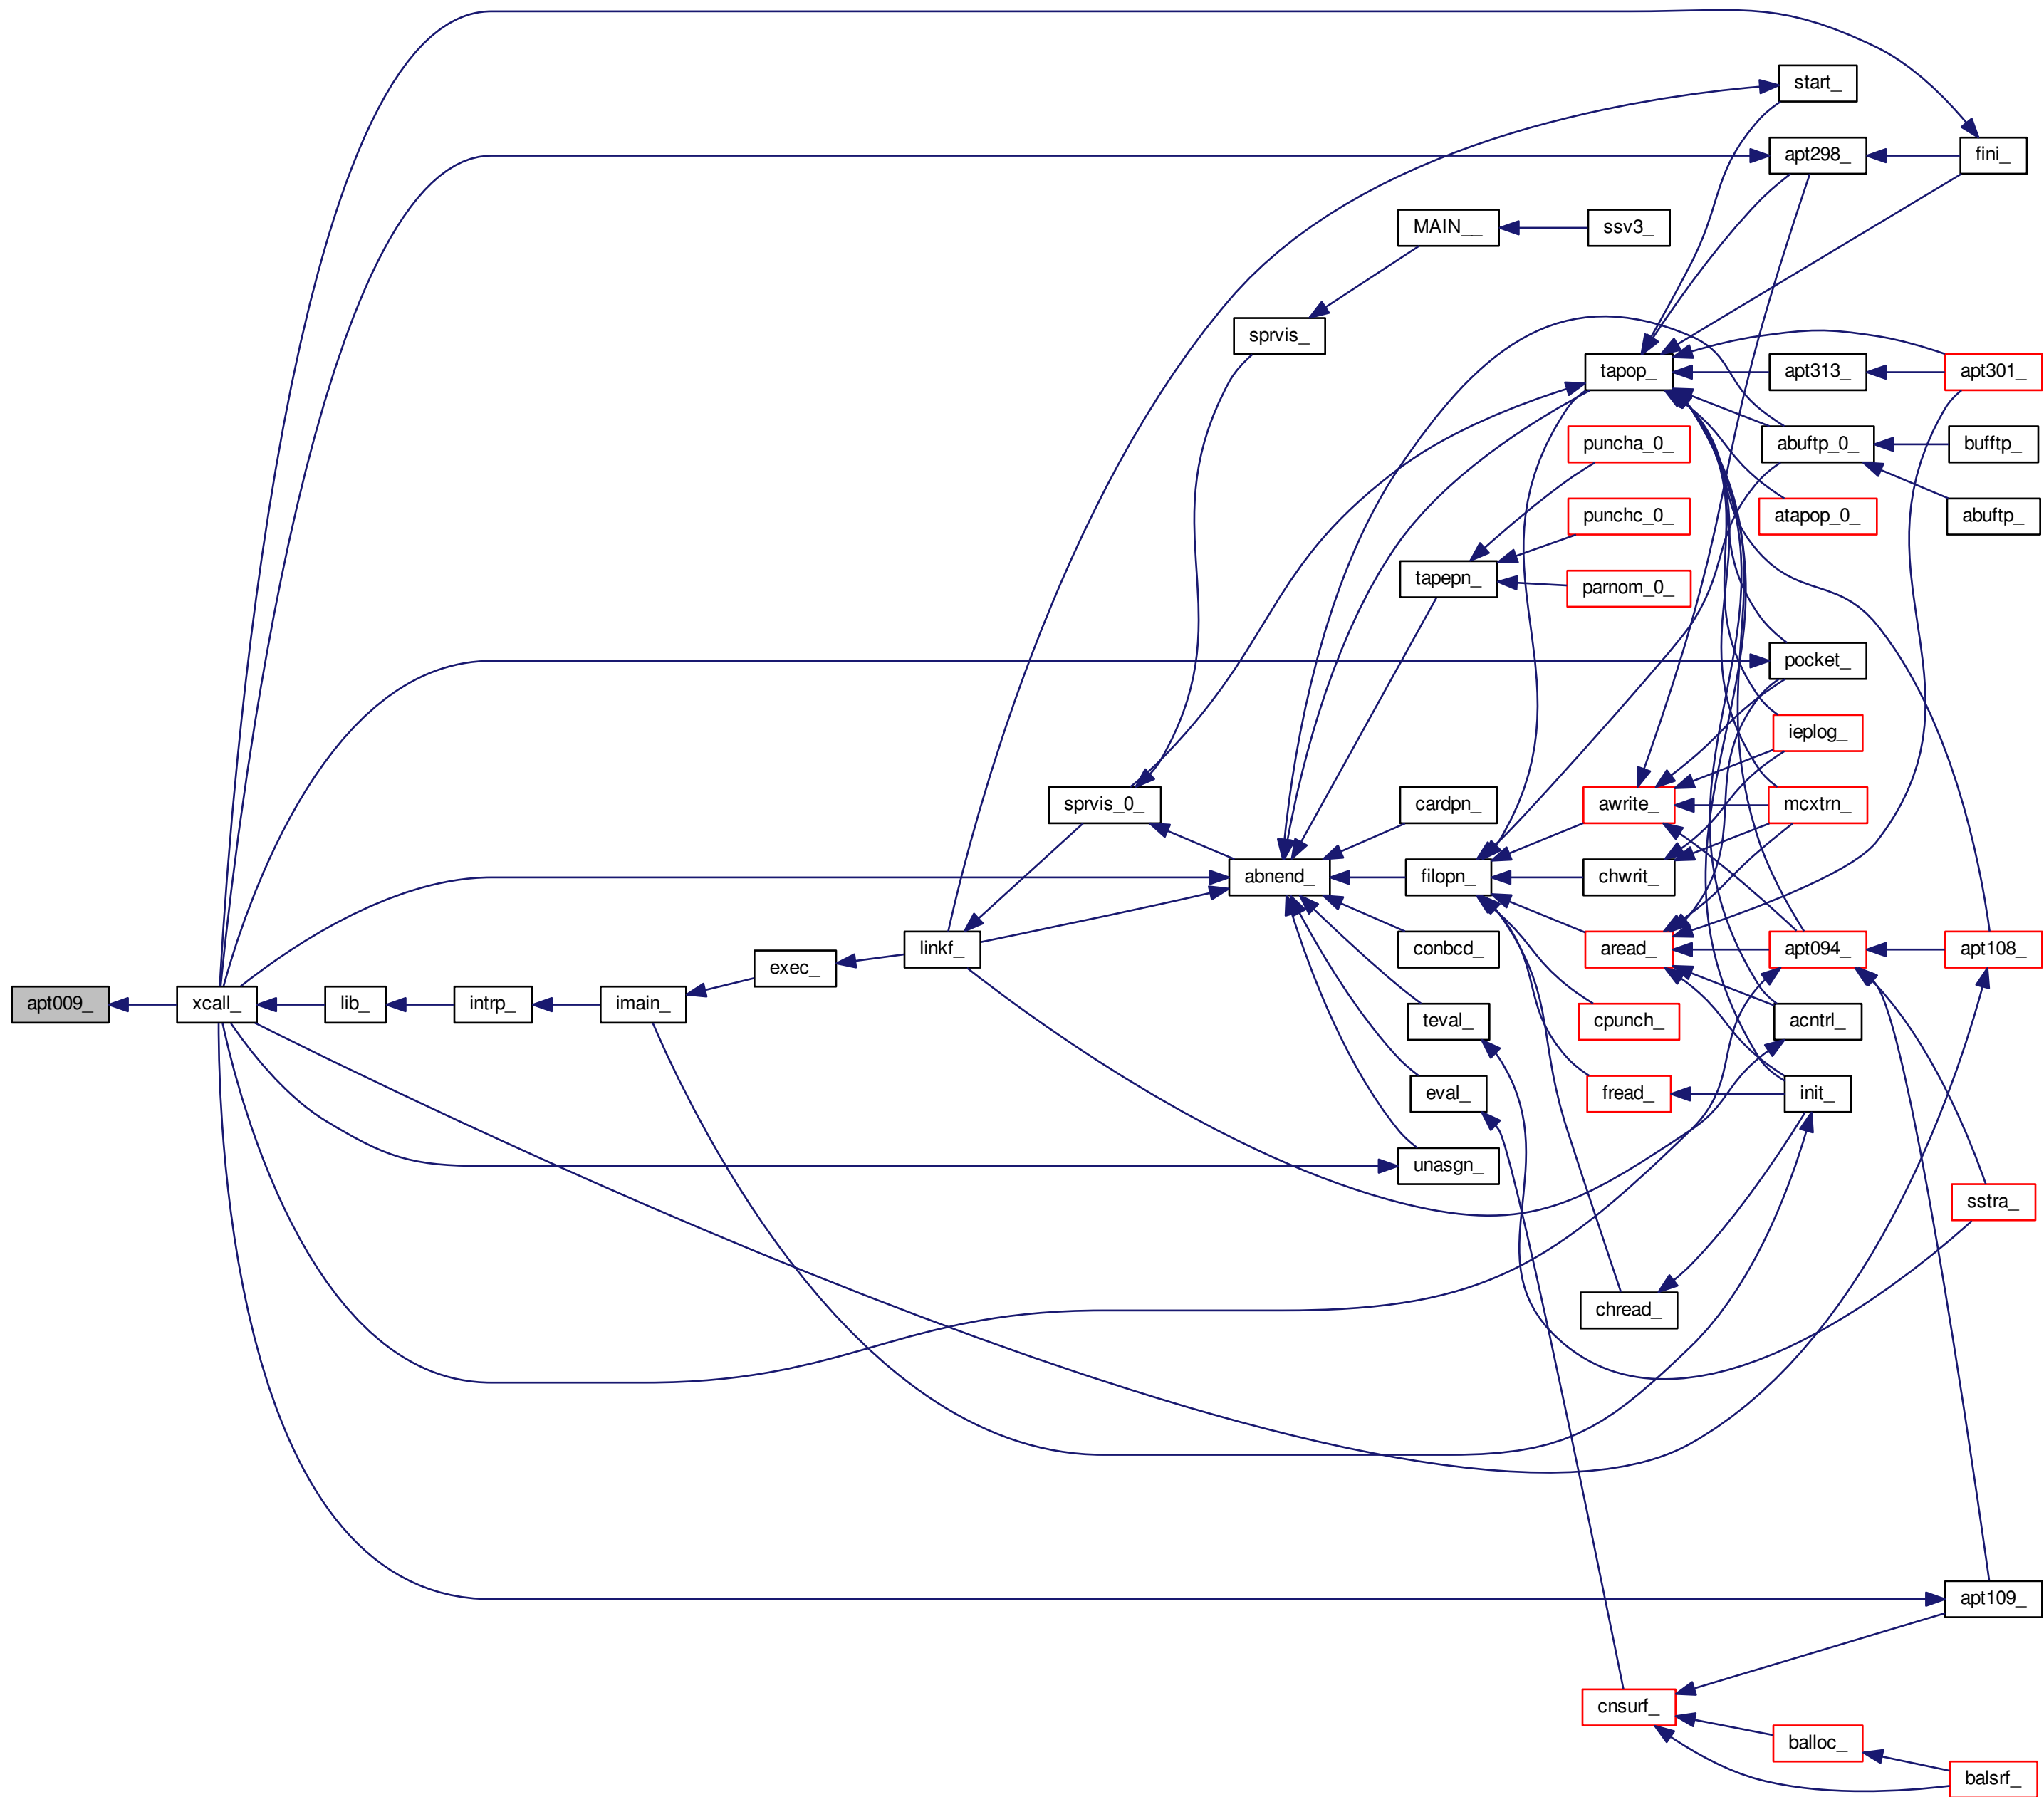 start_
apt298_
fini_
MAIN__
ssv3_
sprvis_
tapop_
apt313_
apt301_
puncha_0_
abuftp_0_
bufftp_
punchc_0_
atapop_0_
abuftp_
tapepn_
parnom_0_
pocket_
ieplog_
sprvis_0_
cardpn_
awrite_
mcxtrn_
abnend_
filopn_
chwrit_
linkf_
conbcd_
aread_
apt094_
apt108_
exec_
apt009_
xcall_
lib_
intrp_
imain_
teval_
cpunch_
acntrl_
eval_
fread_
init_
unasgn_
sstra_
chread_
apt109_
cnsurf_
balloc_
balsrf_